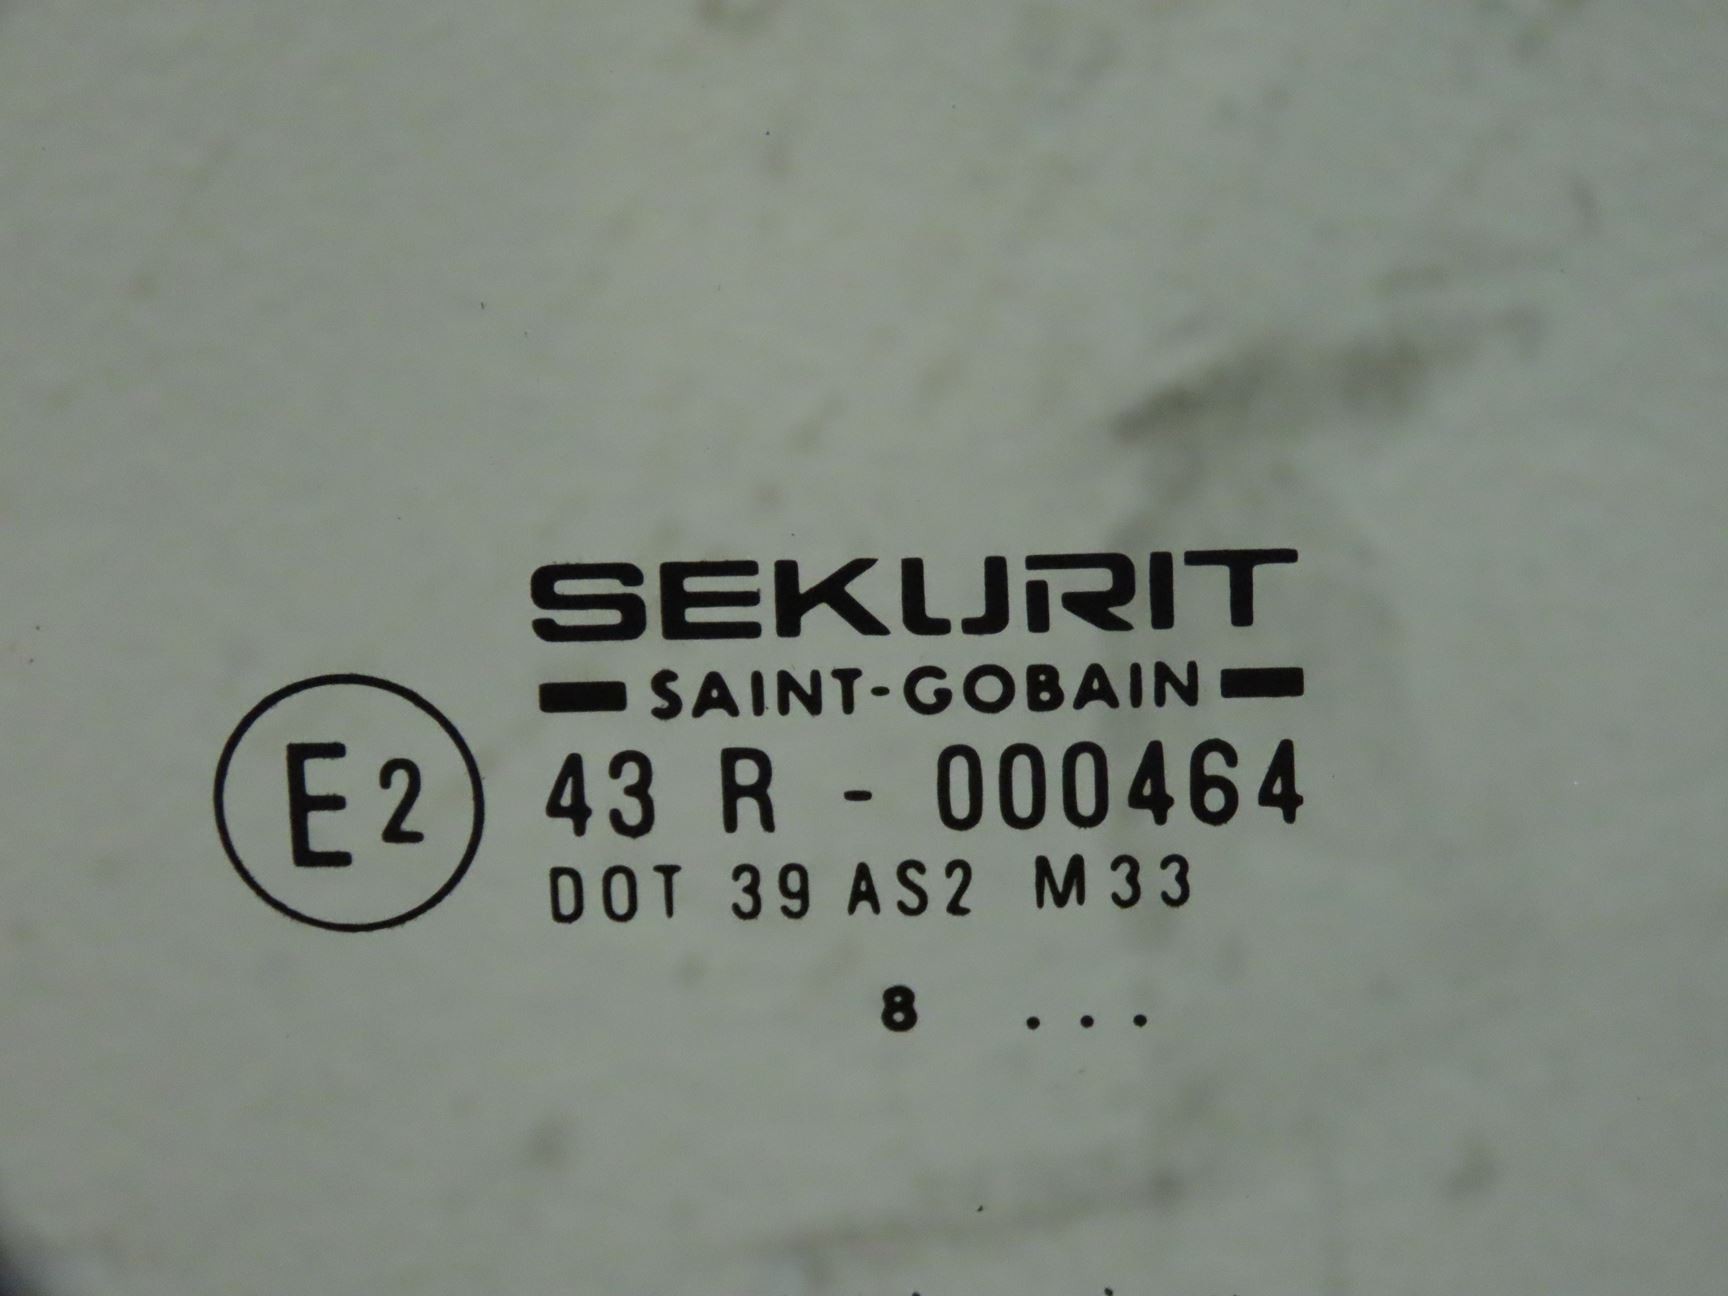 SEKURIT
SAINT-GOBAIN
E2
43 R - 000464
DOT 39 AS2 M33
8 ...